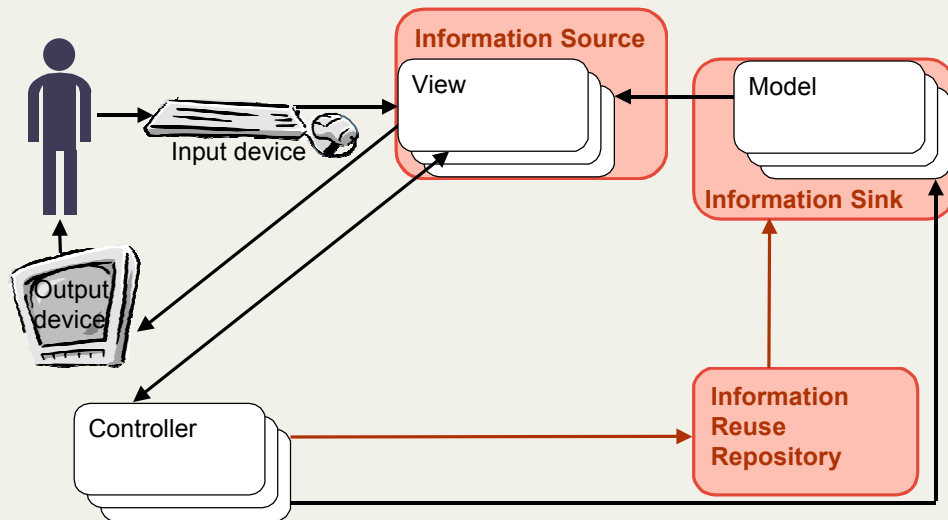 Information Source
View
Model
Input device
Information Sink
Output
device
Controller
Information
Reuse
Repository